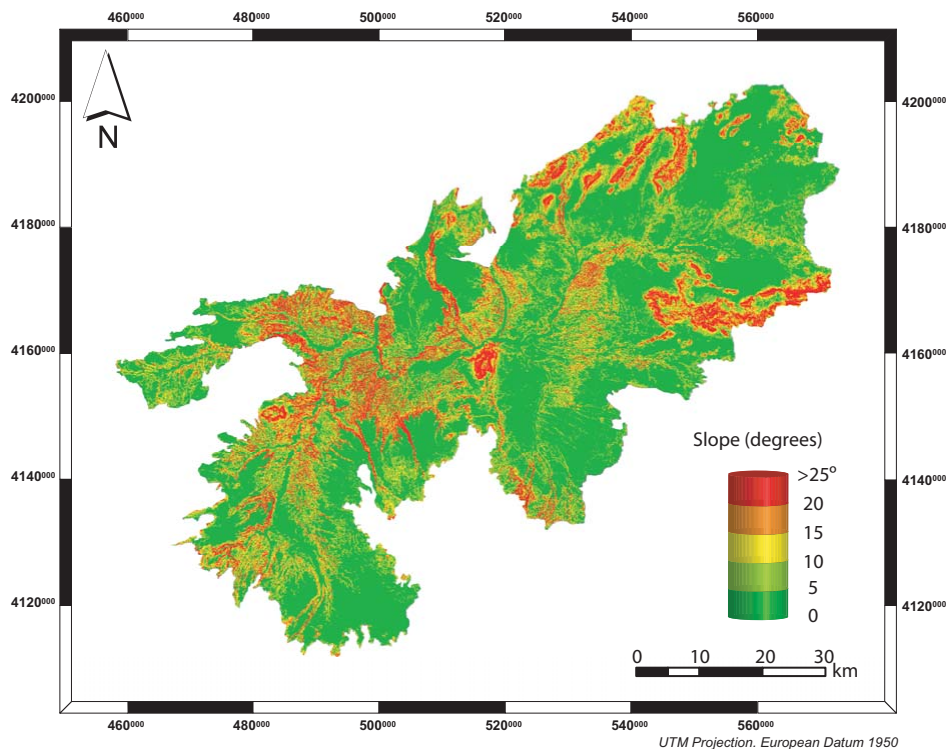 460000 480000 500000 520000 540000 560000
4200000 4200000
N
4180000 4180000
4160000 4160000
Slope (degrees)
4140000 >25° 4140000
20
15
10
5
4120000 0 4120000
0 10 20 30
km
460000 480000 500000 520000 540000 560000
UTM Projection. European Datum 1950